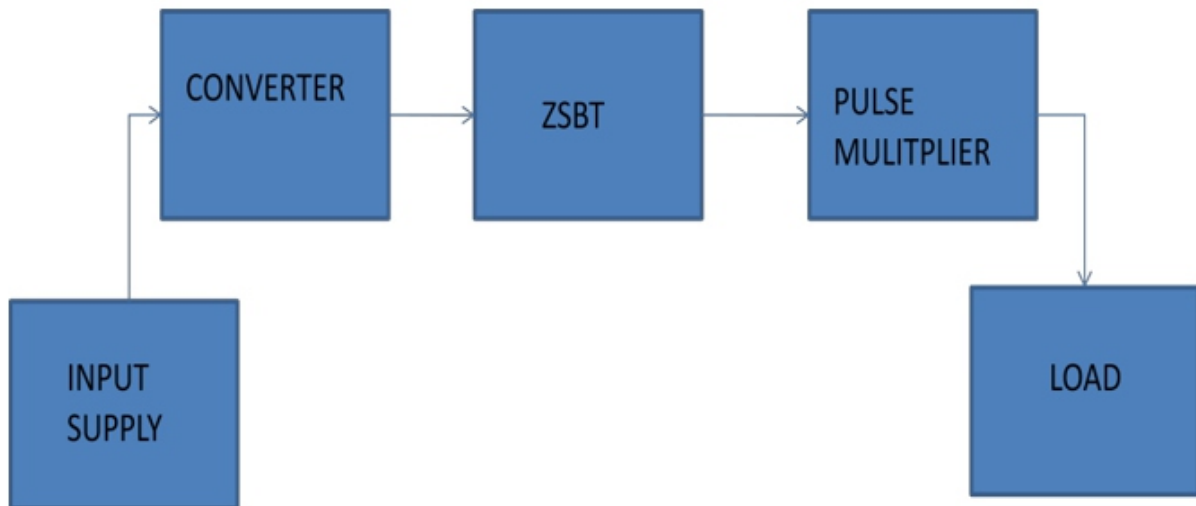 CONVERTER
ZSBT
PULSE
MULITPLIER
INPUT
SUPPLY
LOAD